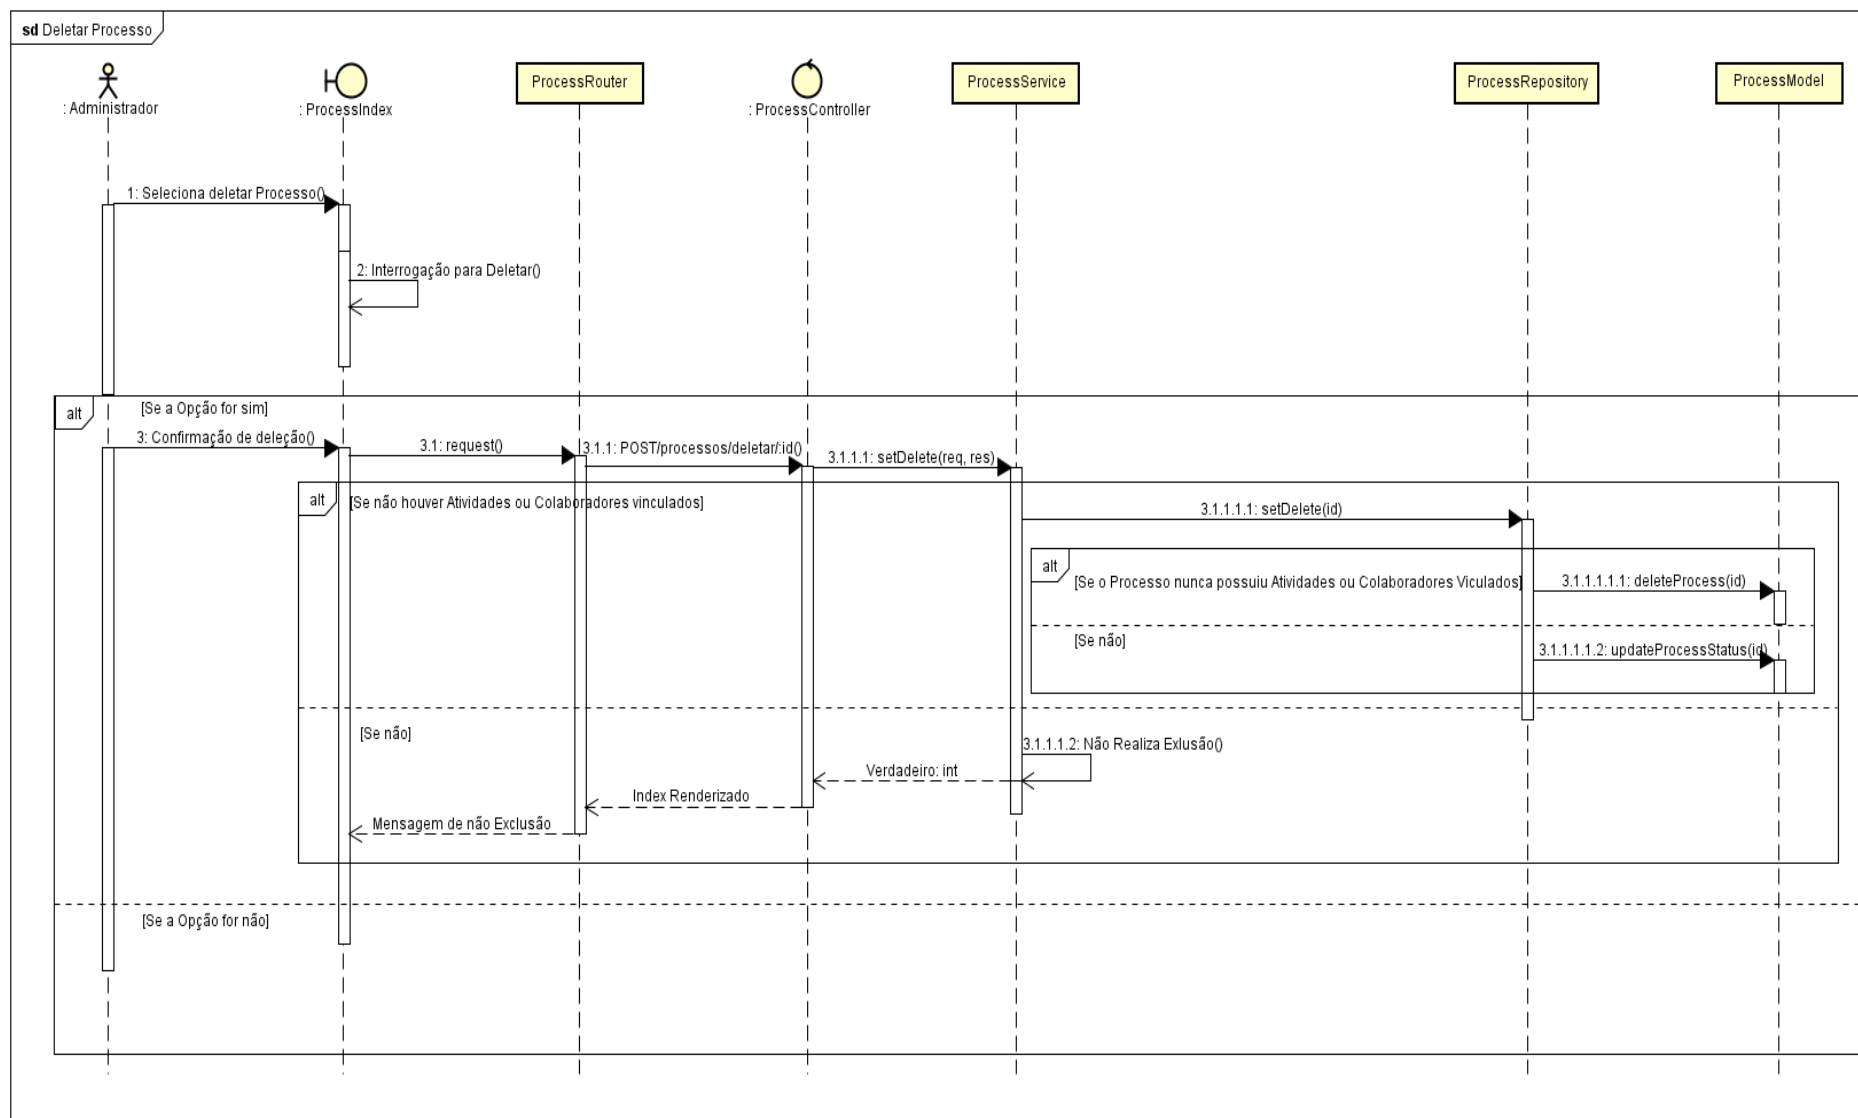 sd Deletar Processo
: Administrador
: ProcessIndex
ProcessRouter
: ProcessController
ProcessService
ProcessRepository
ProcessModel
1: Seleciona deletar Processo()
2: Interrogação para Deletar()
alt
[Se a Opção for sim]
3: Confirmação de deleção()
3.1: request()
3.1.1: POST/processos/deletar/:id()
3.1.1.1: setDelete(req, res)
alt
[Se não houver Atividades ou Colaboradores vinculados]
3.1.1.1.1: setDelete(id)
alt
[Se o Processo nunca possuiu Atividades ou Colaboradores Viculados]
3.1.1.1.1.1: deleteProcess(id)
[Se não]
3.1.1.1.1.2: updateProcessStatus(id)
[Se não]
3.1.1.1.2: Não Realiza Exlusão()
Verdadeiro: int
Index Renderizado
Mensagem de não Exclusão
[Se a Opção for não]